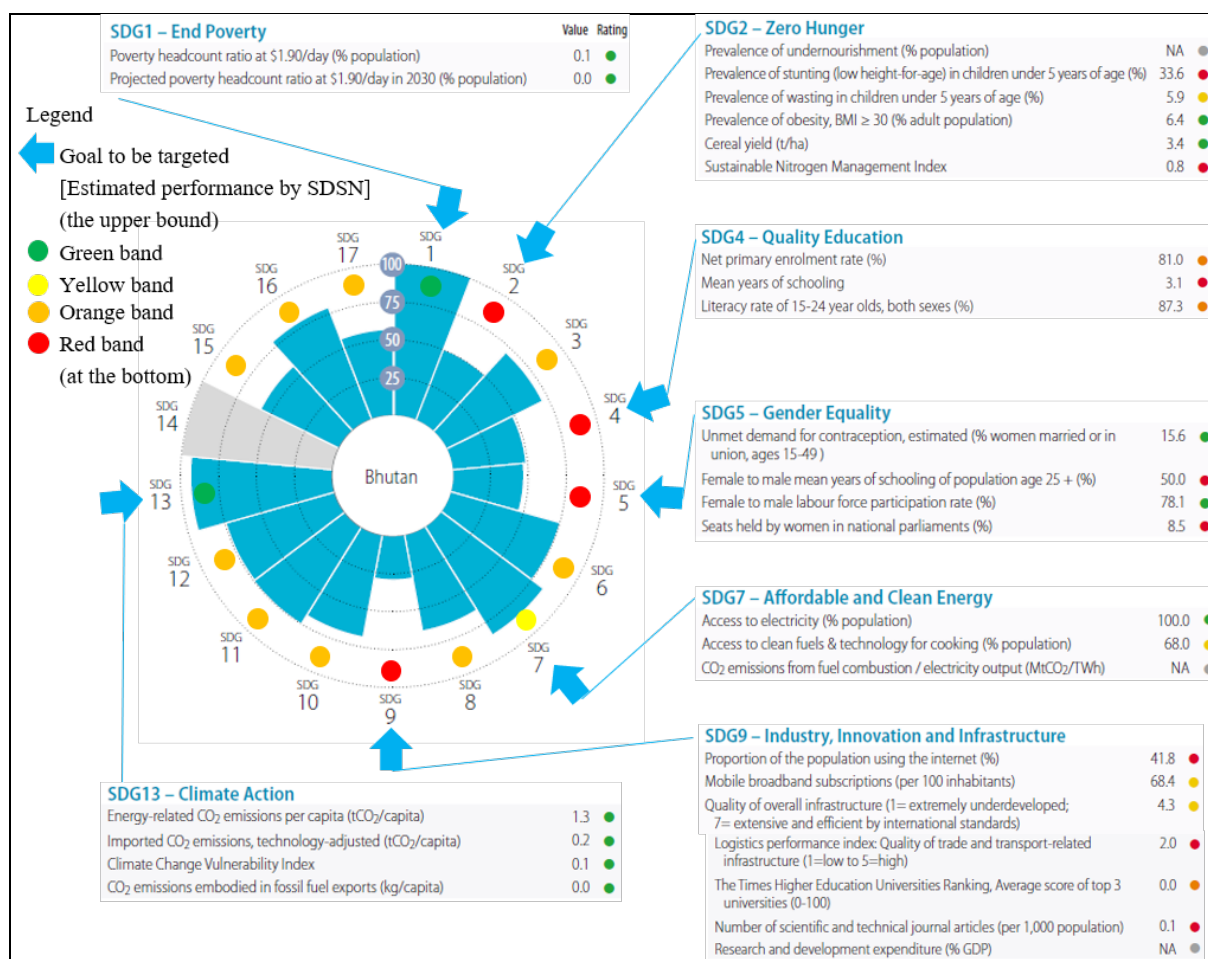 SDG1 – End Poverty Value Rating
Poverty headcount ratio at $1.90/day (% population) 0.1
Projected poverty headcount ratio at $1.90/day in 2030 (% population) 0.0
SDG2 – Zero Hunger
Prevalence of undernourishment (% population) NA
Prevalence of stunting (low height-for-age) in children under 5 years of age (%) 33.6
Prevalence of wasting in children under 5 years of age (%) 5.9
Prevalence of obesity, BMI ≥ 30 (% adult population) 6.4
Cereal yield (t/ha) 3.4
Sustainable Nitrogen Management Index 0.8
Legend
Goal to be targeted
[Estimated performance by SDSN]
(the upper bound)
Green band
Yellow band
Orange band
Red band
(at the bottom)
SDG
1
SDG
2
SDG
3
SDG
4
SDG
5
SDG
6
SDG
7
SDG
8
SDG
9
SDG
10
SDG
11
SDG
12
SDG
13
SDG
14
SDG
15
SDG
16
SDG
17
100
75
50
25
Bhutan
SDG4 – Quality Education
Net primary enrolment rate (%) 81.0
Mean years of schooling 3.1
Literacy rate of 15-24 year olds, both sexes (%) 87.3
SDG5 – Gender Equality
Unmet demand for contraception, estimated (% women married or in 15.6
union, ages 15-49 )
Female to male mean years of schooling of population age 25 + (%) 50.0
Female to male labour force participation rate (%) 78.1
Seats held by women in national parliaments (%) 8.5
SDG7 – Affordable and Clean Energy
Access to electricity (% population) 100.0
Access to clean fuels & technology for cooking (% population) 68.0
CO2 emissions from fuel combustion / electricity output (MtCO2/TWh) NA
SDG9 – Industry, Innovation and Infrastructure
Proportion of the population using the internet (%) 41.8
Mobile broadband subscriptions (per 100 inhabitants) 68.4
Quality of overall infrastructure (1= extremely underdeveloped; 4.3
7= extensive and efficient by international standards)
Logistics performance index: Quality of trade and transport-related 2.0
infrastructure (1=low to 5=high)
The Times Higher Education Universities Ranking, Average score of top 3 0.0
universities (0-100)
Number of scientific and technical journal articles (per 1,000 population) 0.1
Research and development expenditure (% GDP) NA
SDG13 – Climate Action
Energy-related CO2 emissions per capita (tCO2/capita) 1.3
Imported CO2 emissions, technology-adjusted (tCO2/capita) 0.2
Climate Change Vulnerability Index 0.1
CO2 emissions embodied in fossil fuel exports (kg/capita) 0.0